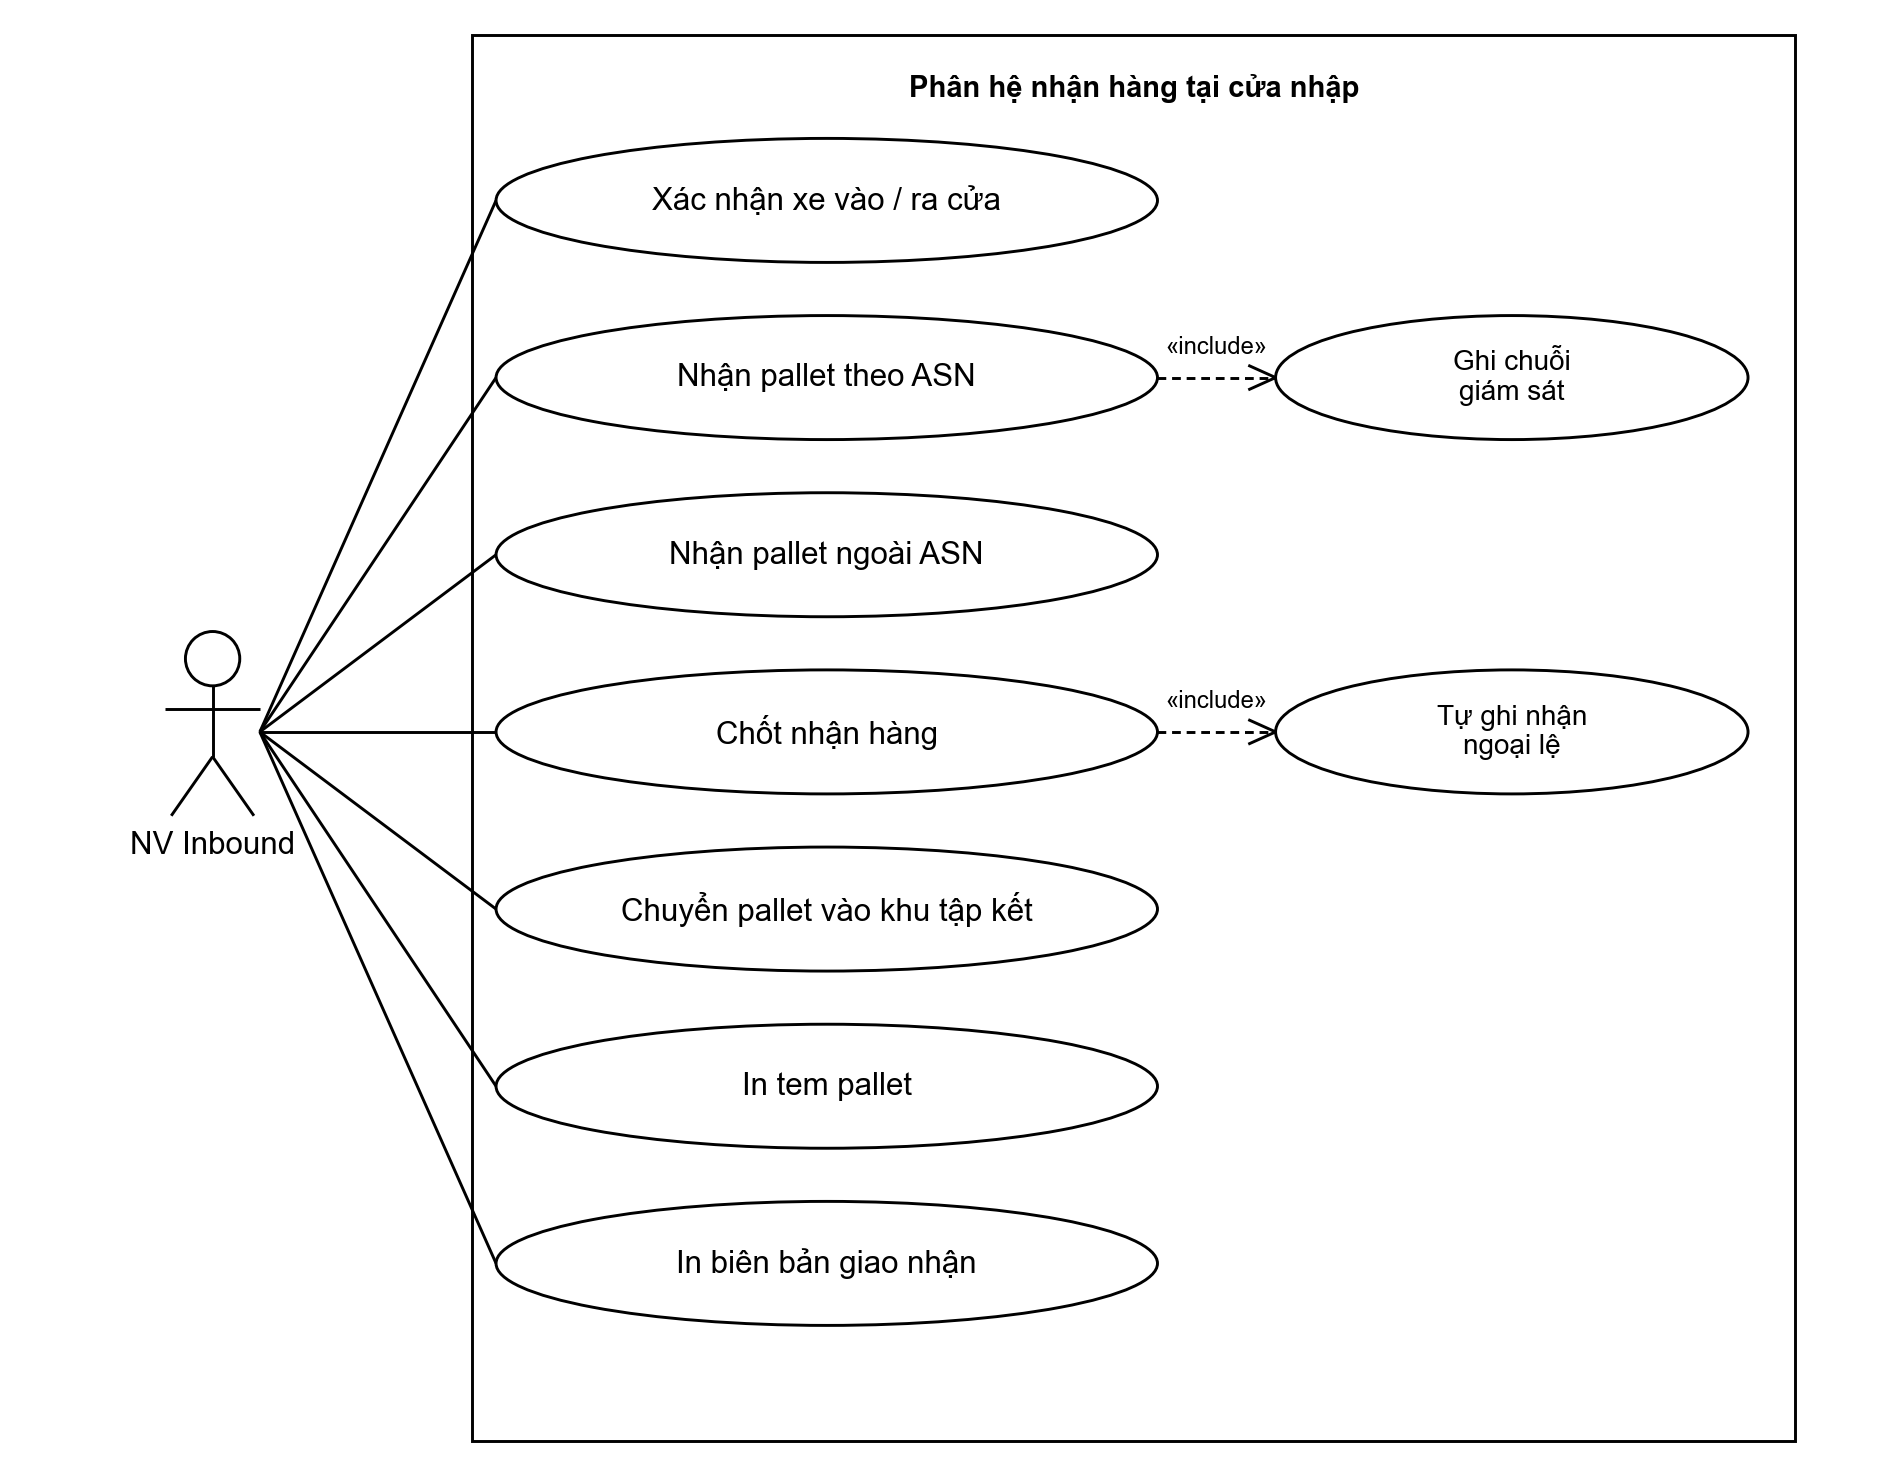 Phân hệ nhận hàng tại cửa nhập
Xác nhận xe vào / ra cửa
Nhận pallet theo ASN
«include»
Ghi chuỗi
giám sát
Nhận pallet ngoài ASN
Chốt nhận hàng
«include»
Tự ghi nhận
ngoại lệ
NV Inbound
Chuyển pallet vào khu tập kết
In tem pallet
In biên bản giao nhận